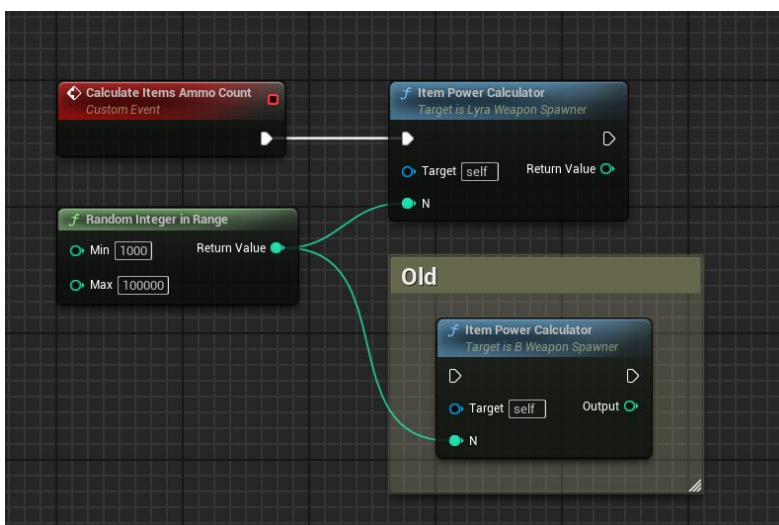 Calculate Items Ammo Count
Custom Event
f Item Power Calculator
Target is Lyra Weapon Spawner
Target self
Return Value
N
f Random Integer in Range
Min 1000
Return Value
Max 100000
Old
f Item Power Calculator
Target is B Weapon Spawner
Target self
Output
N